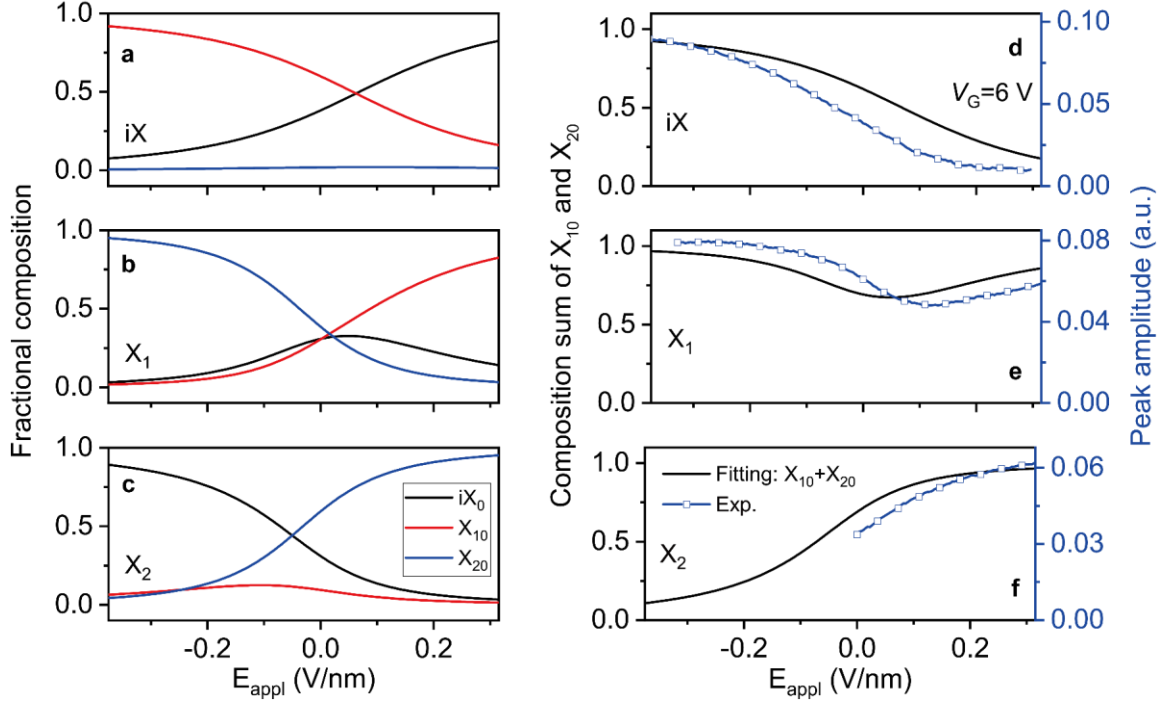 Fractional composition
1.0
0.5
0.0
a
iX
1.0
0.5
0.0
b
X₁
1.0
0.5
0.0
c
X₂
iX₀
X₁₀
X₂₀
-0.2
0.0
0.2
E_appl (V/nm)
Composition sum of X₁₀ and X₂₀
1.0
0.5
0.0
d
V_G=6 V
iX
0.10
0.05
0.00
1.0
0.5
0.0
X₁
e
0.08
0.04
0.00
1.0
0.5
0.0
Fitting: X₁₀+X₂₀
Exp.
X₂
f
0.06
0.03
0.00
-0.2
0.0
0.2
E_appl (V/nm)
Peak amplitude (a.u.)